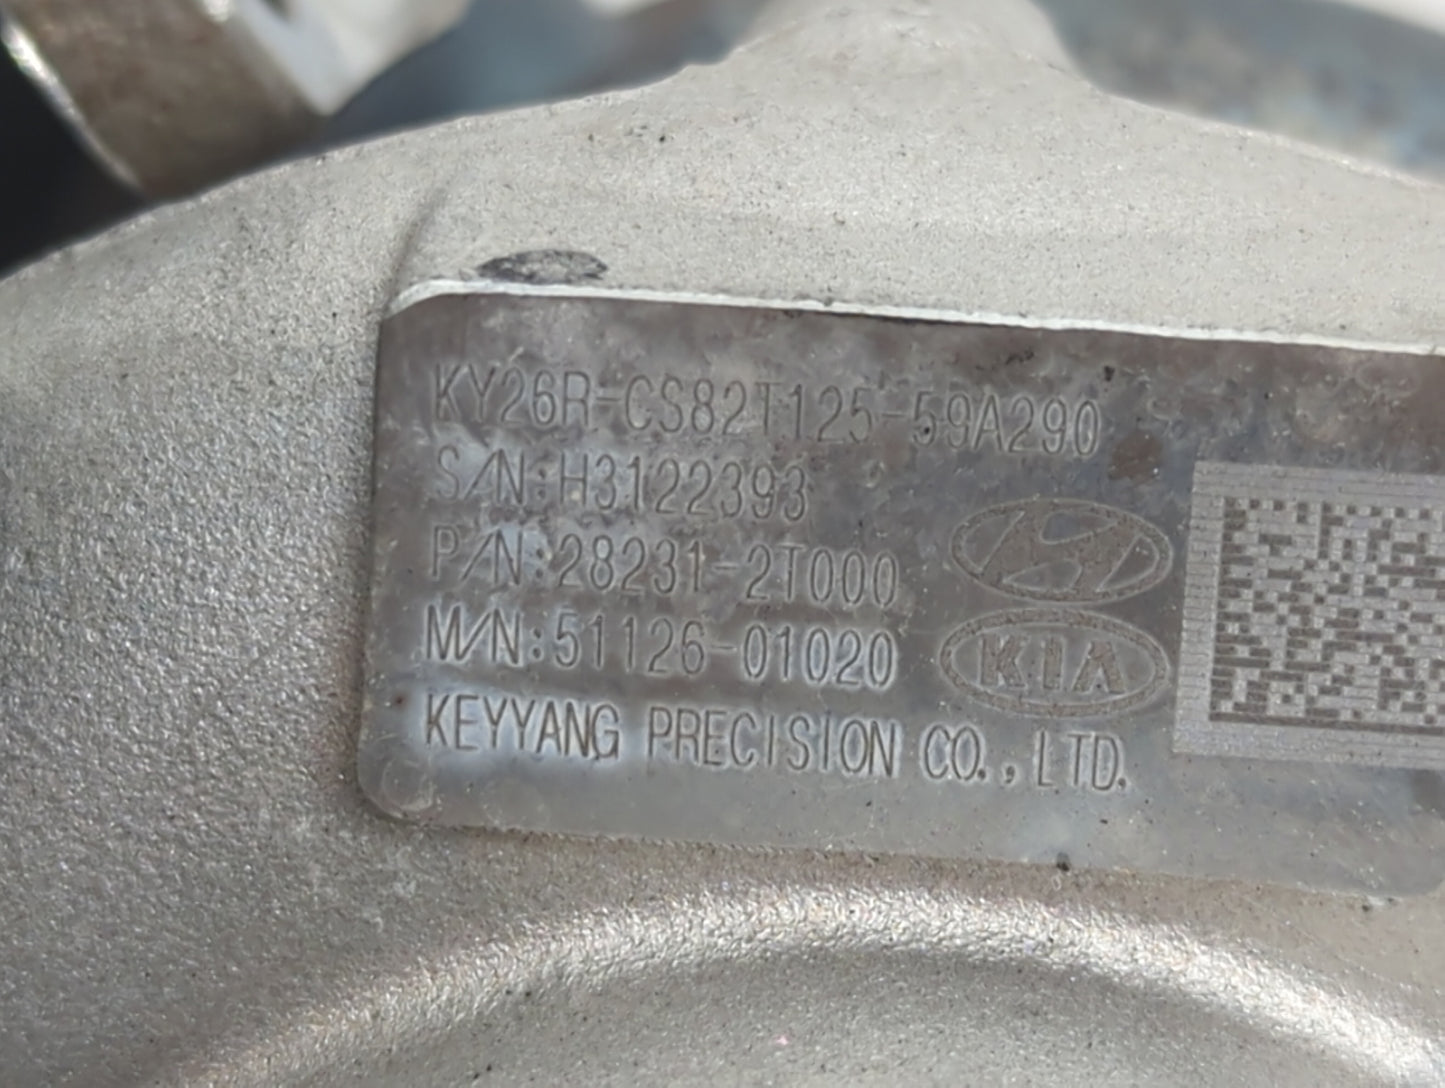 KY26R-CS82T125-59A290
S/N:H3122393
P/N:28231-2T000
M/N:51126-01020
KIA
KEYYANG PRECISION CO.,LTD.